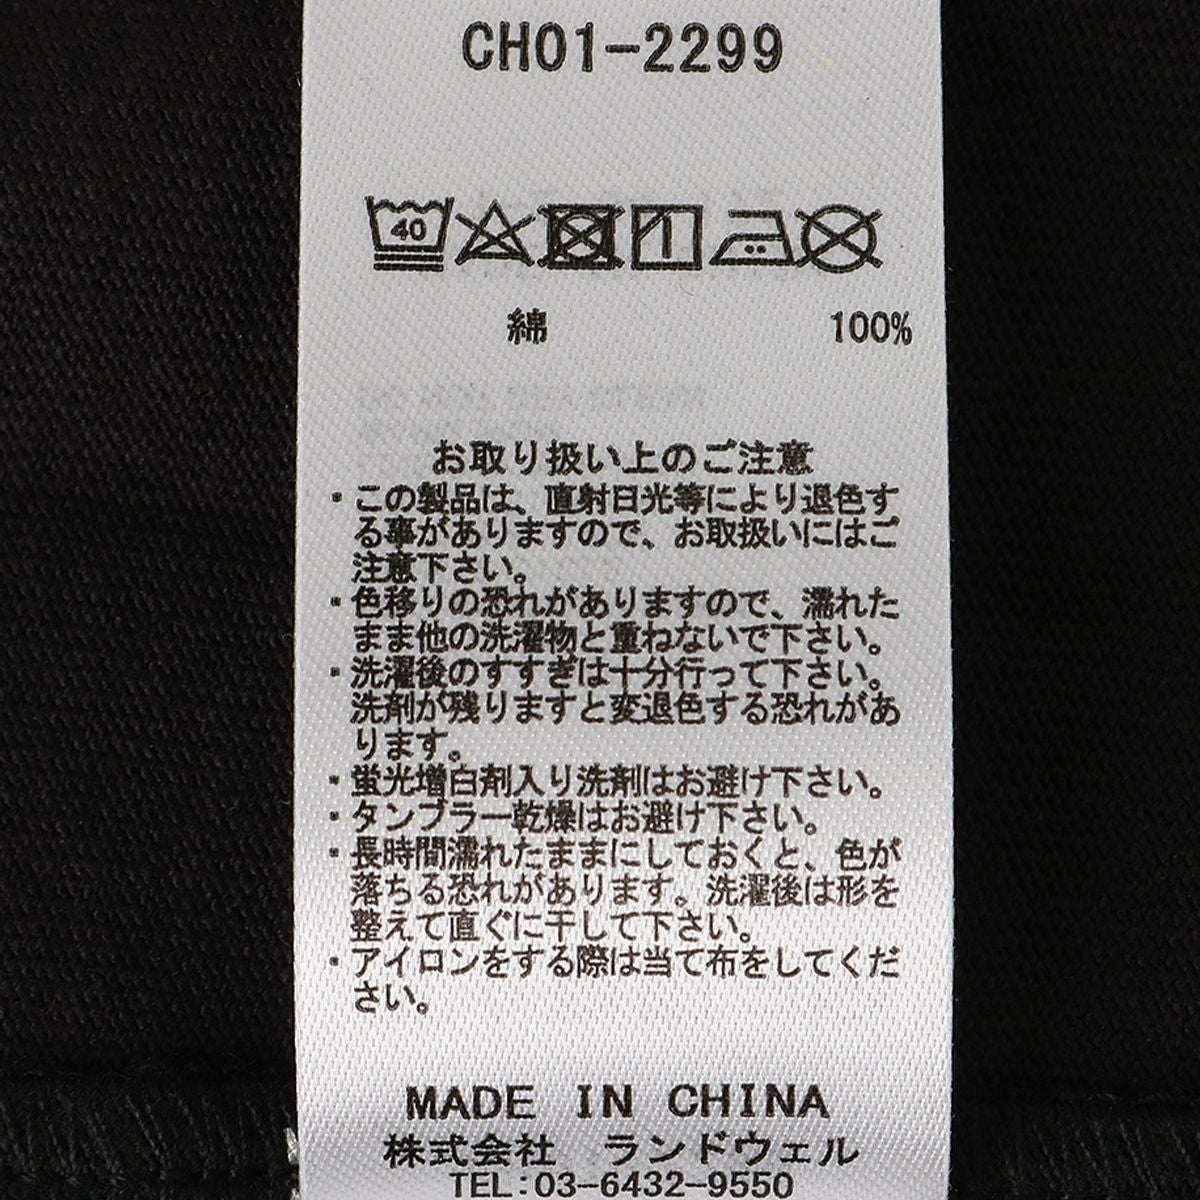 CH01-2299
40
綿 100%
お取り扱い上のご注意
・この製品は、直射日光等により退色す
る事がありますので、お取扱いにはご
注意下さい。
・色移りの恐れがありますので、濡れた
まま他の洗濯物と重ねないで下さい。
・洗濯後のすすぎは十分行って下さい。
洗剤が残りますと変退色する恐れがあ
ります。
・蛍光増白剤入り洗剤はお避け下さい。
・タンブラー乾燥はお避け下さい。
・長時間濡れたままにしておくと、色が
落ちる恐れがあります。洗濯後は形を
整えて直ぐに干して下さい。
・アイロンをする際は当て布をしてくだ
さい。
MADE IN CHINA
株式会社 ランドウェル
TEL:03-6432-9550